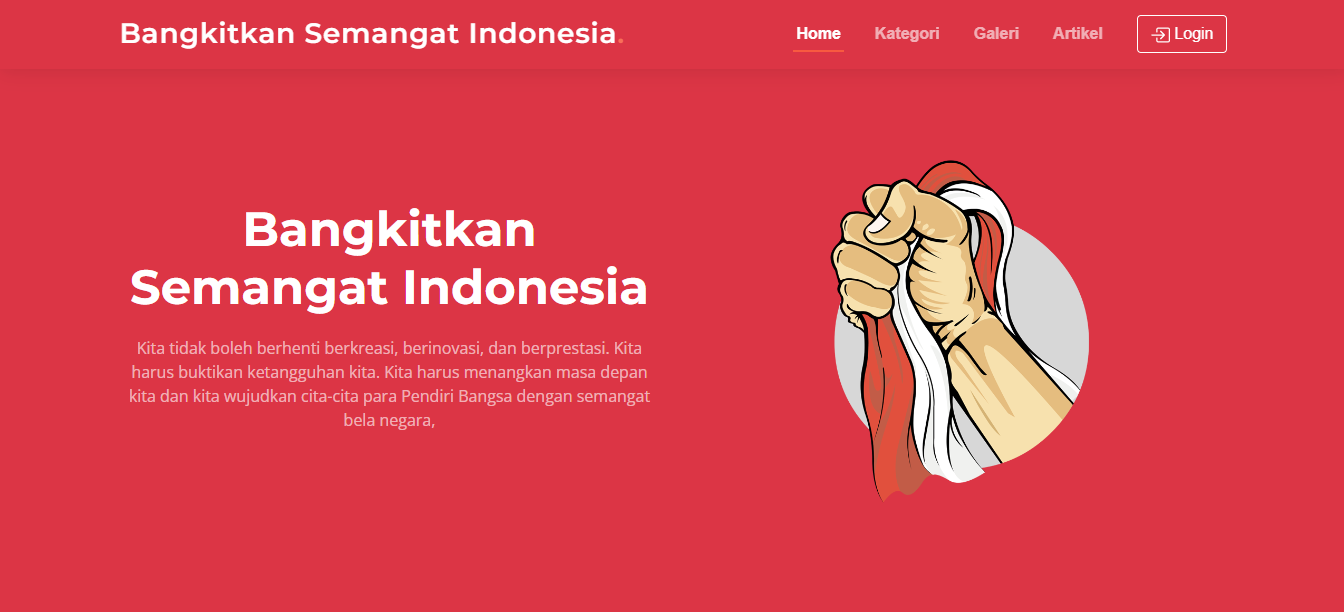 Bangkitkan Semangat Indonesia.
Home Kategori Galeri Artikel Login
Bangkitkan
Semangat Indonesia
Kita tidak boleh berhenti berkreasi, berinovasi, dan berprestasi. Kita
harus buktikan ketangguhan kita. Kita harus menangkan masa depan
kita dan kita wujudkan cita-cita para Pendiri Bangsa dengan semangat
bela negara,